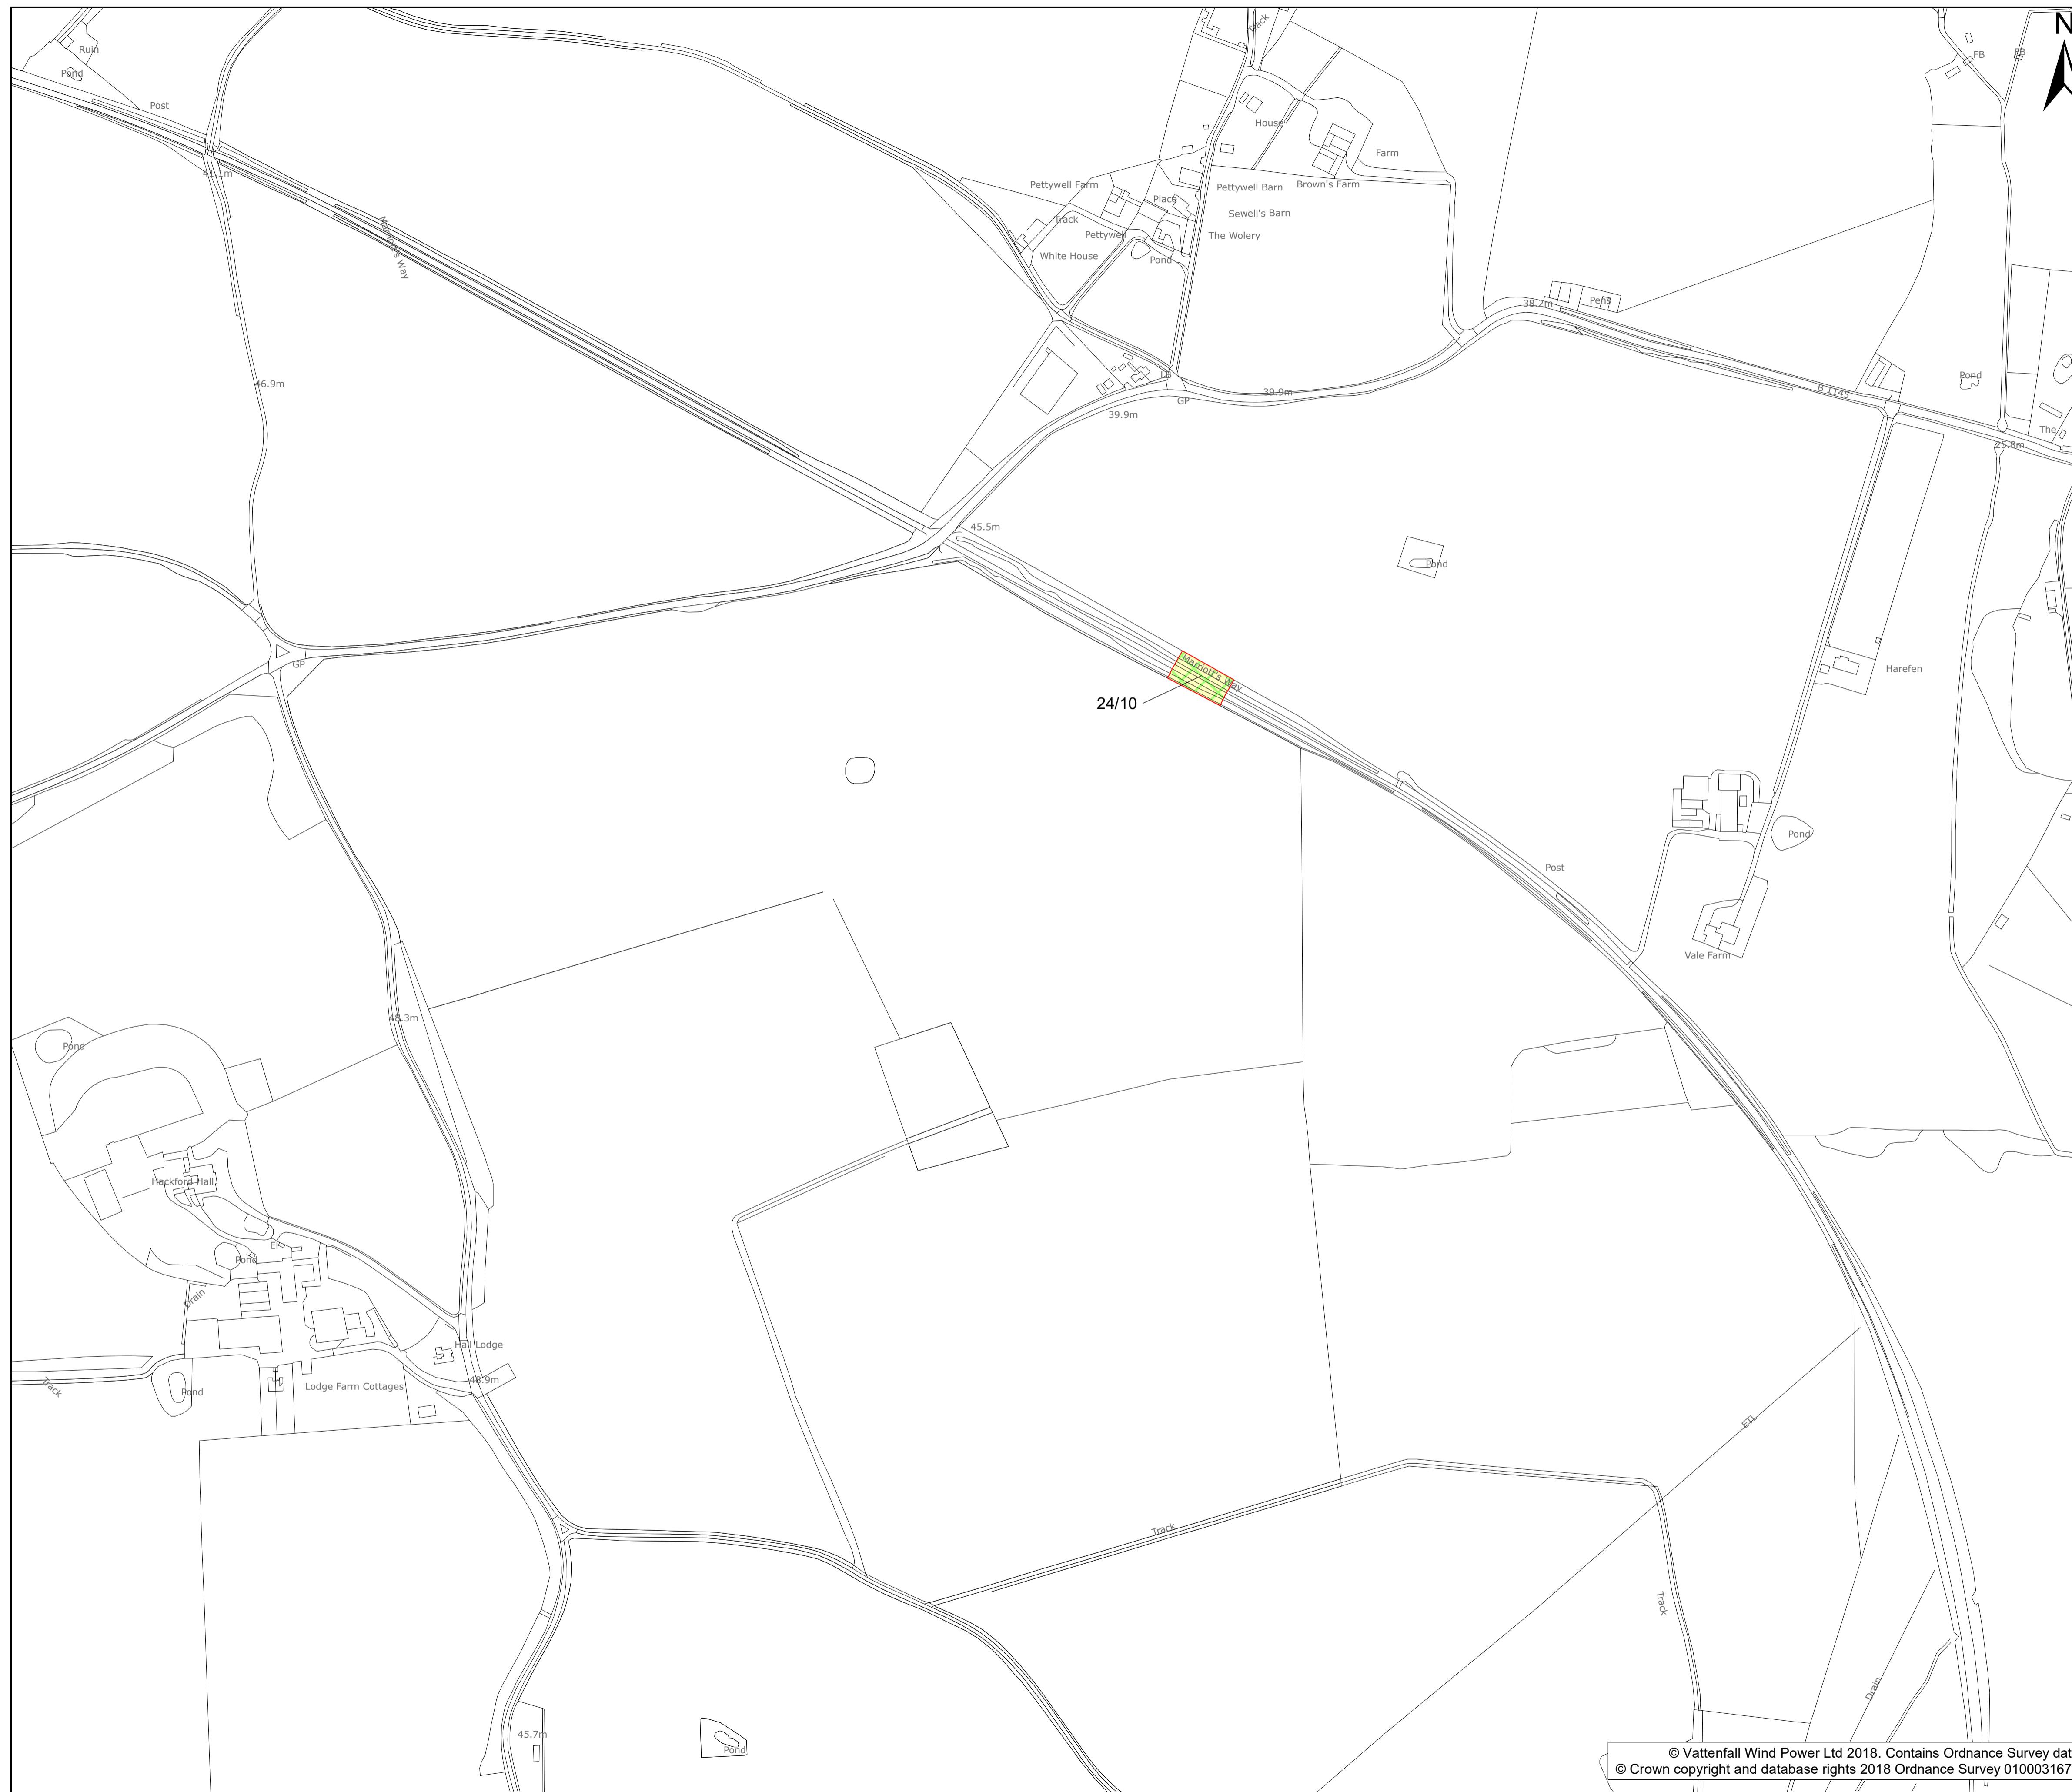 N
Ruin
Pond
Post
41.1m
Marriott's Way
46.9m
Track
House
Farm
Brown's Farm
Pettywell Farm
Pettywell Barn
Place
Sewell's Barn
Track
Pettywell
The Wolery
White House
Pond
FB
FB
38.2m
Pens
LB
39.9m
GP
39.9m
B 1145
Pond
The
25.8m
45.5m
Pond
GP
Marriott's Way
24/10
Harefen
Pond
Post
Vale Farm
48.3m
Pond
Hackford Hall
Pond
Drain
Hall Lodge
48.9m
Lodge Farm Cottages
Pond
Track
ETL
Track
Track
Drain
45.7m
Pond
© Vattenfall Wind Power Ltd 2018. Contains Ordnance Survey dat
© Crown copyright and database rights 2018 Ordnance Survey 010003167